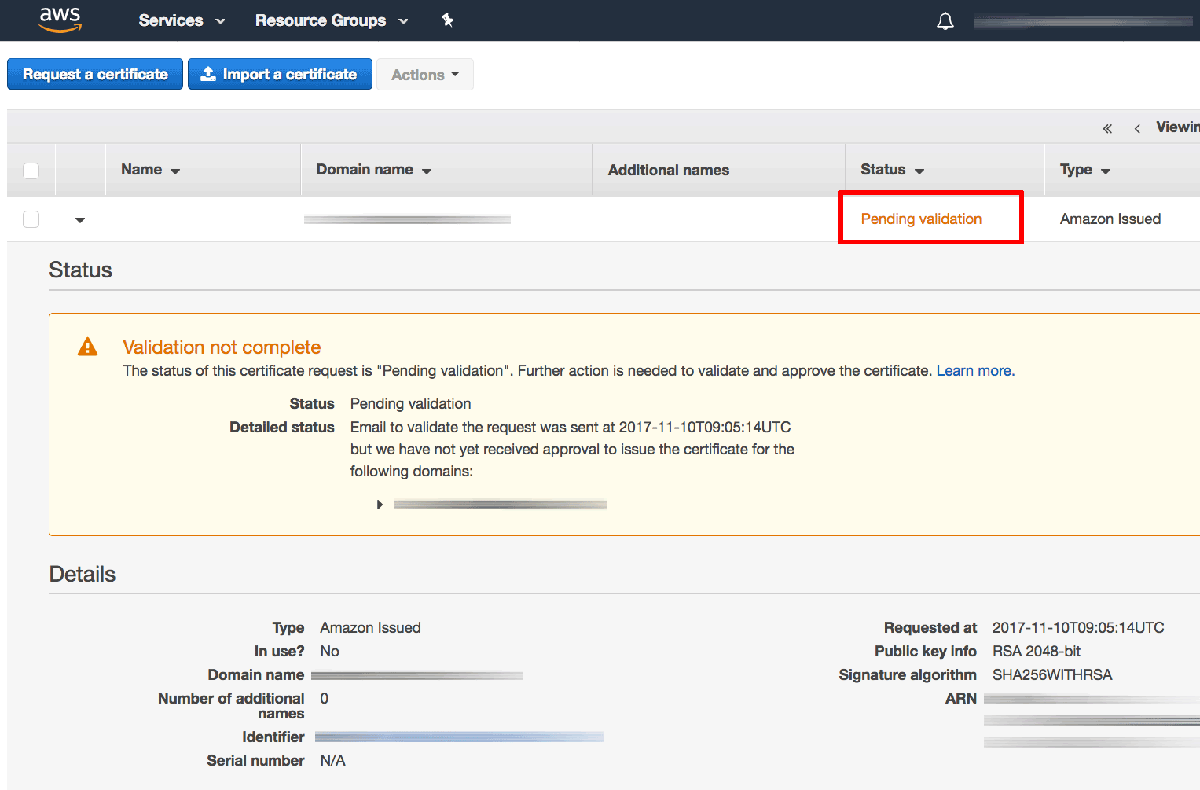 aws Services Resource Groups
Request a certificate Import a certificate Actions
« ‹ Viewin
Name Domain name Additional names Status Type
Pending validation Amazon Issued
Status
Validation not complete
The status of this certificate request is "Pending validation". Further action is needed to validate and approve the certificate. Learn more.
Status Pending validation
Detailed status Email to validate the request was sent at 2017-11-10T09:05:14UTC
but we have not yet received approval to issue the certificate for the
following domains:
Details
Type Amazon Issued Requested at 2017-11-10T09:05:14UTC
In use? No Public key info RSA 2048-bit
Domain name Signature algorithm SHA256WITHRSA
Number of additional 0 ARN
names
Identifier
Serial number N/A